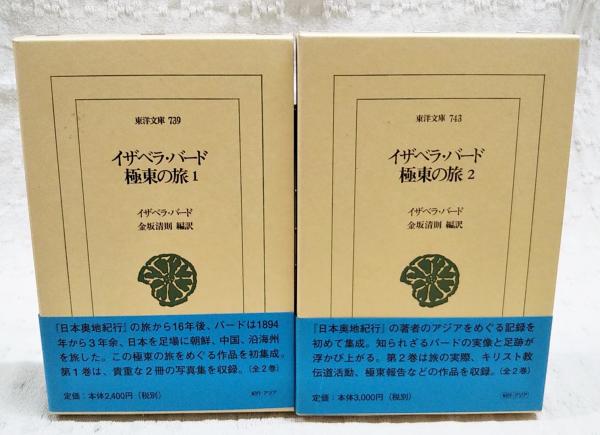 東洋文庫 739
イザベラ・バード
極東の旅 1
イザベラ・バード
金坂清則 編訳
『日本奥地紀行』の旅から16年後、バードは1894
年から3年余、日本を足場に朝鮮、中国、沿海州
を旅した。この極東の旅をめぐる作品を初集成。
第1巻は、貴重な2冊の写真集を収録。(全2巻)
定価:本体2,400円(税別)
紀行・アジア
東洋文庫 743
イザベラ・バード
極東の旅 2
イザベラ・バード
金坂清則 編訳
『日本奥地紀行』の著者のアジアをめぐる記録を
初めて集成。知られざるバードの実像と足跡が
浮かび上がる。第2巻は旅の実際、キリスト教
伝道活動、極東報告などの作品を収録。(全2巻)
定価:本体3,000円(税別)
紀行・アジア